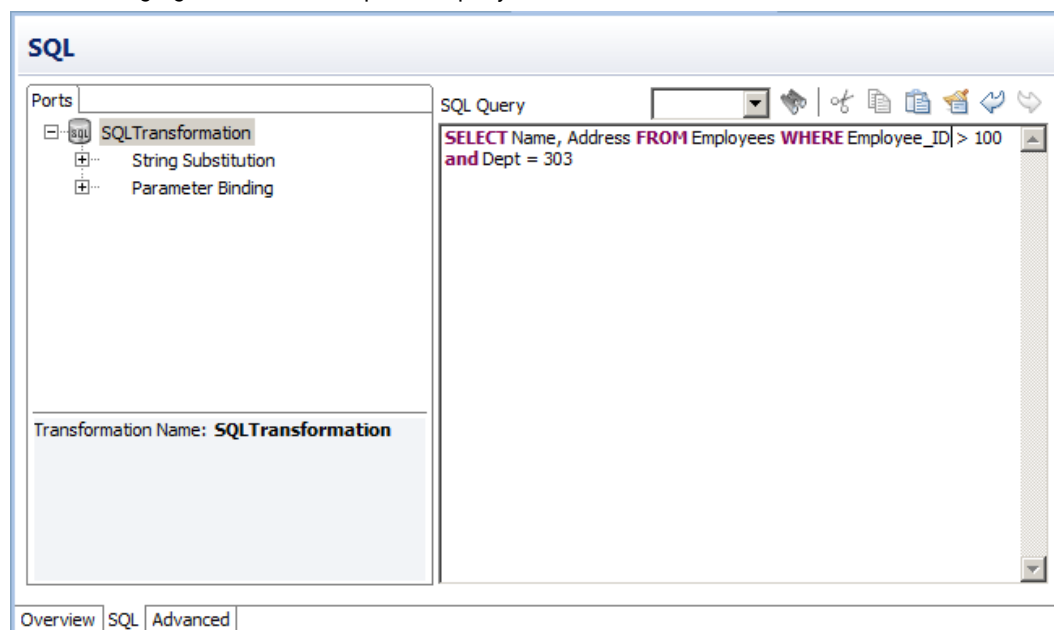 SQL
Ports
SQLTransformation
String Substitution
Parameter Binding
Transformation Name: SQLTransformation
SQL Query
SELECT Name, Address FROM Employees WHERE Employee_ID > 100
and Dept = 303
Overview SQL Advanced